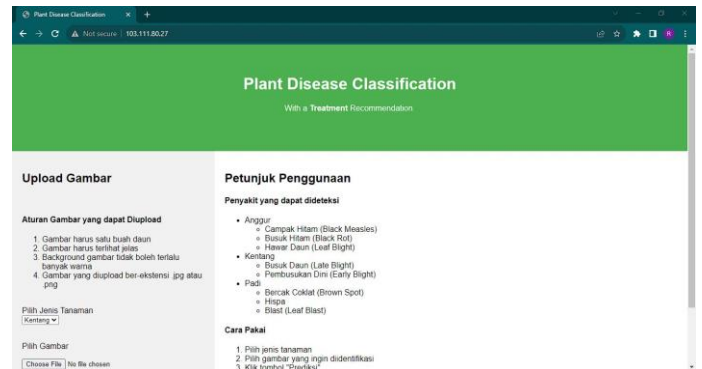 Plant Disease Classification
Not secure | 103.111.80.27
Plant Disease Classification
With a Treatment Recommendation
Upload Gambar
Aturan Gambar yang dapat Diupload
1. Gambar harus satu buah daun
2. Gambar harus terlihat jelas
3. Background gambar tidak boleh terlalu
banyak warna
4. Gambar yang diupload ber-ekstensi .jpg atau
.png
Pilih Jenis Tanaman
Kentang
Pilih Gambar
Choose File No file chosen
Petunjuk Penggunaan
Penyakit yang dapat dideteksi
Anggur
Campak Hitam (Black Measles)
Busuk Hitam (Black Rot)
Hawar Daun (Leaf Blight)
Kentang
Busuk Daun (Late Blight)
Pembusukan Dini (Early Blight)
Padi
Bercak Coklat (Brown Spot)
Hispa
Blast (Leaf Blast)
Cara Pakai
1. Pilih jenis tanaman
2. Pilih gambar yang ingin diidentifikasi
3. Klik tombol "Prediksi"